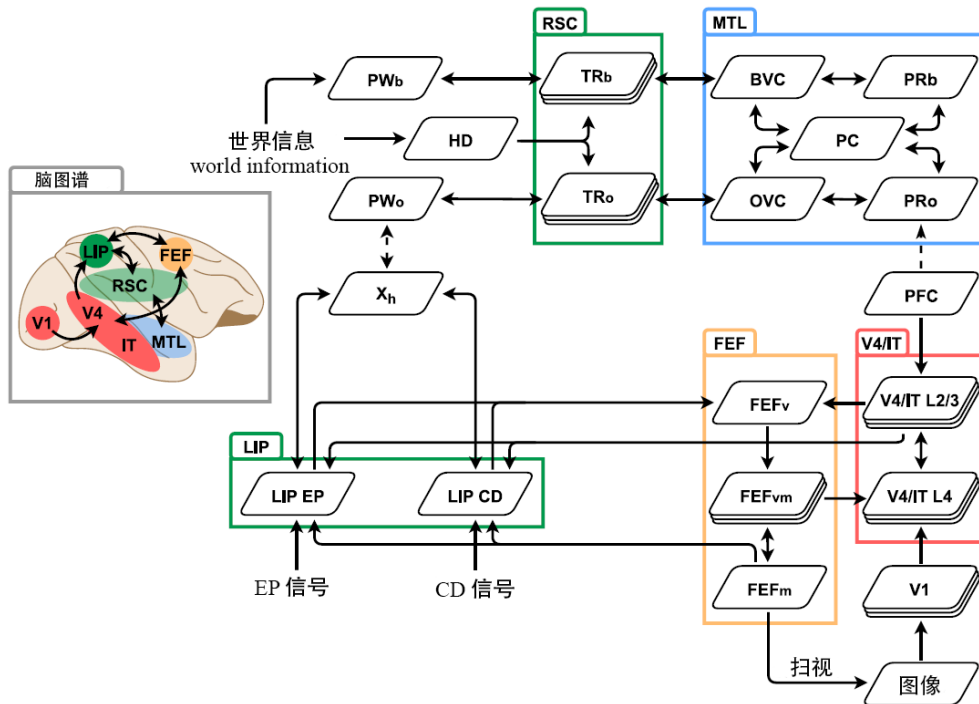 RSC
MTL
PWb
TRb
BVC
PRb
世界信息
world information
HD
PC
脑图谱
PWo
TRo
OVC
PRo
LIP
FEF
RSC
V1
V4
IT
MTL
Xh
PFC
FEF
V4/IT
FEFv
V4/IT L2/3
LIP
LIP EP
LIP CD
FEFvm
V4/IT L4
EP 信号
CD 信号
FEFm
V1
扫视
图像